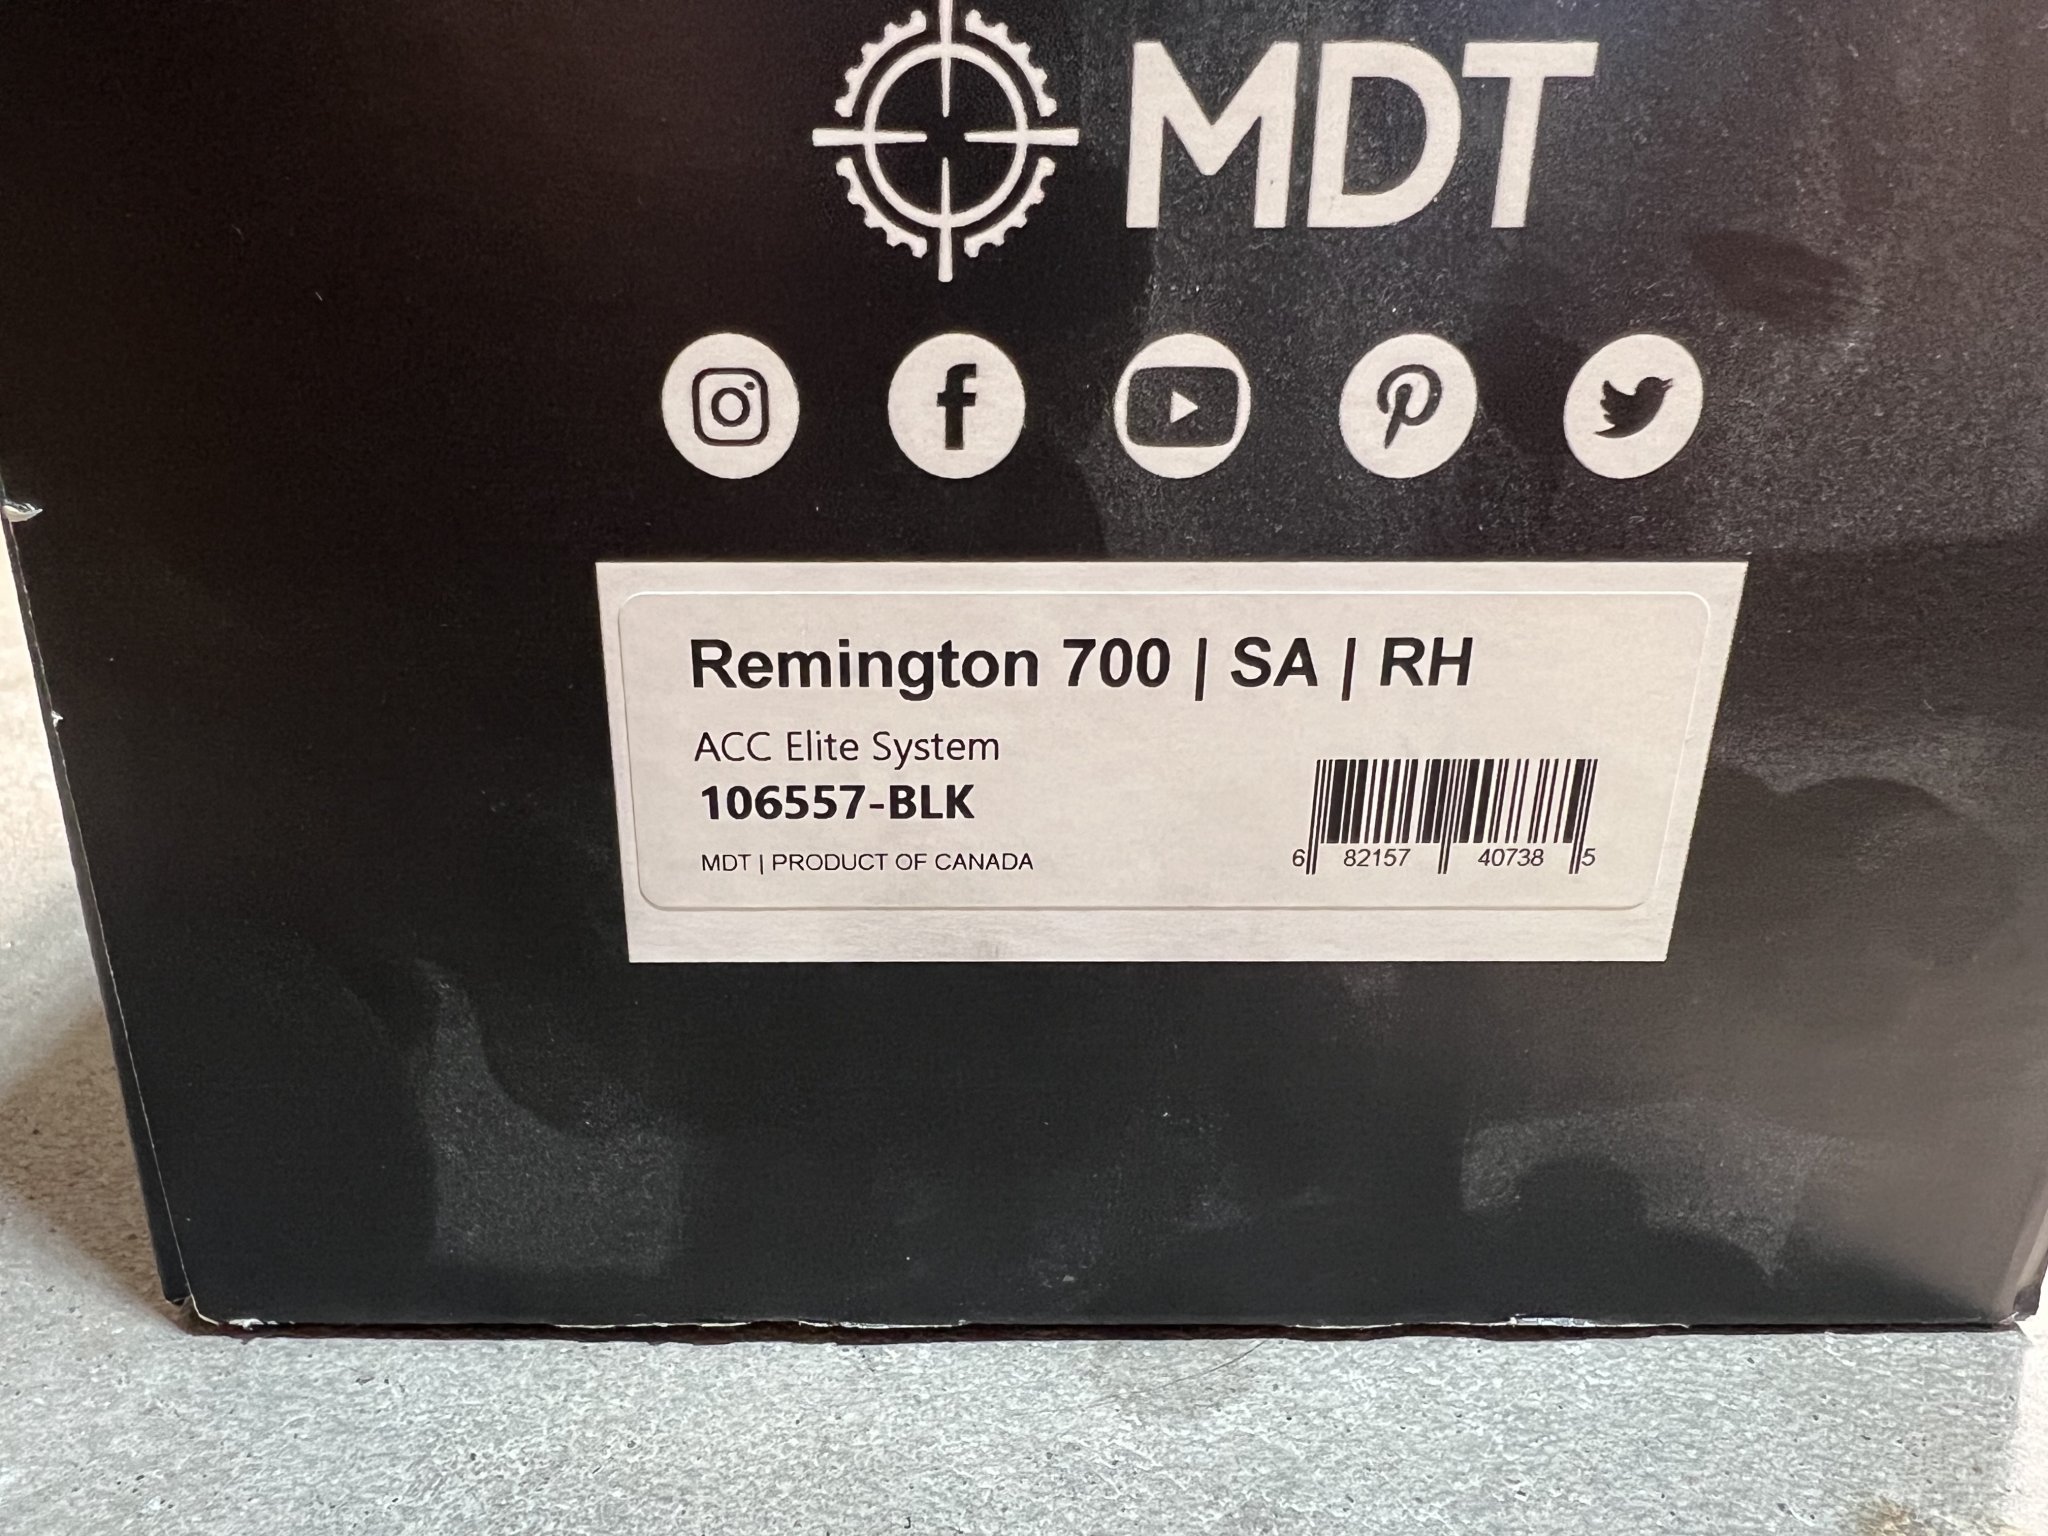 MDT
Remington 700 | SA | RH
ACC Elite System
106557-BLK
MDT | PRODUCT OF CANADA
6 82157 40738 5